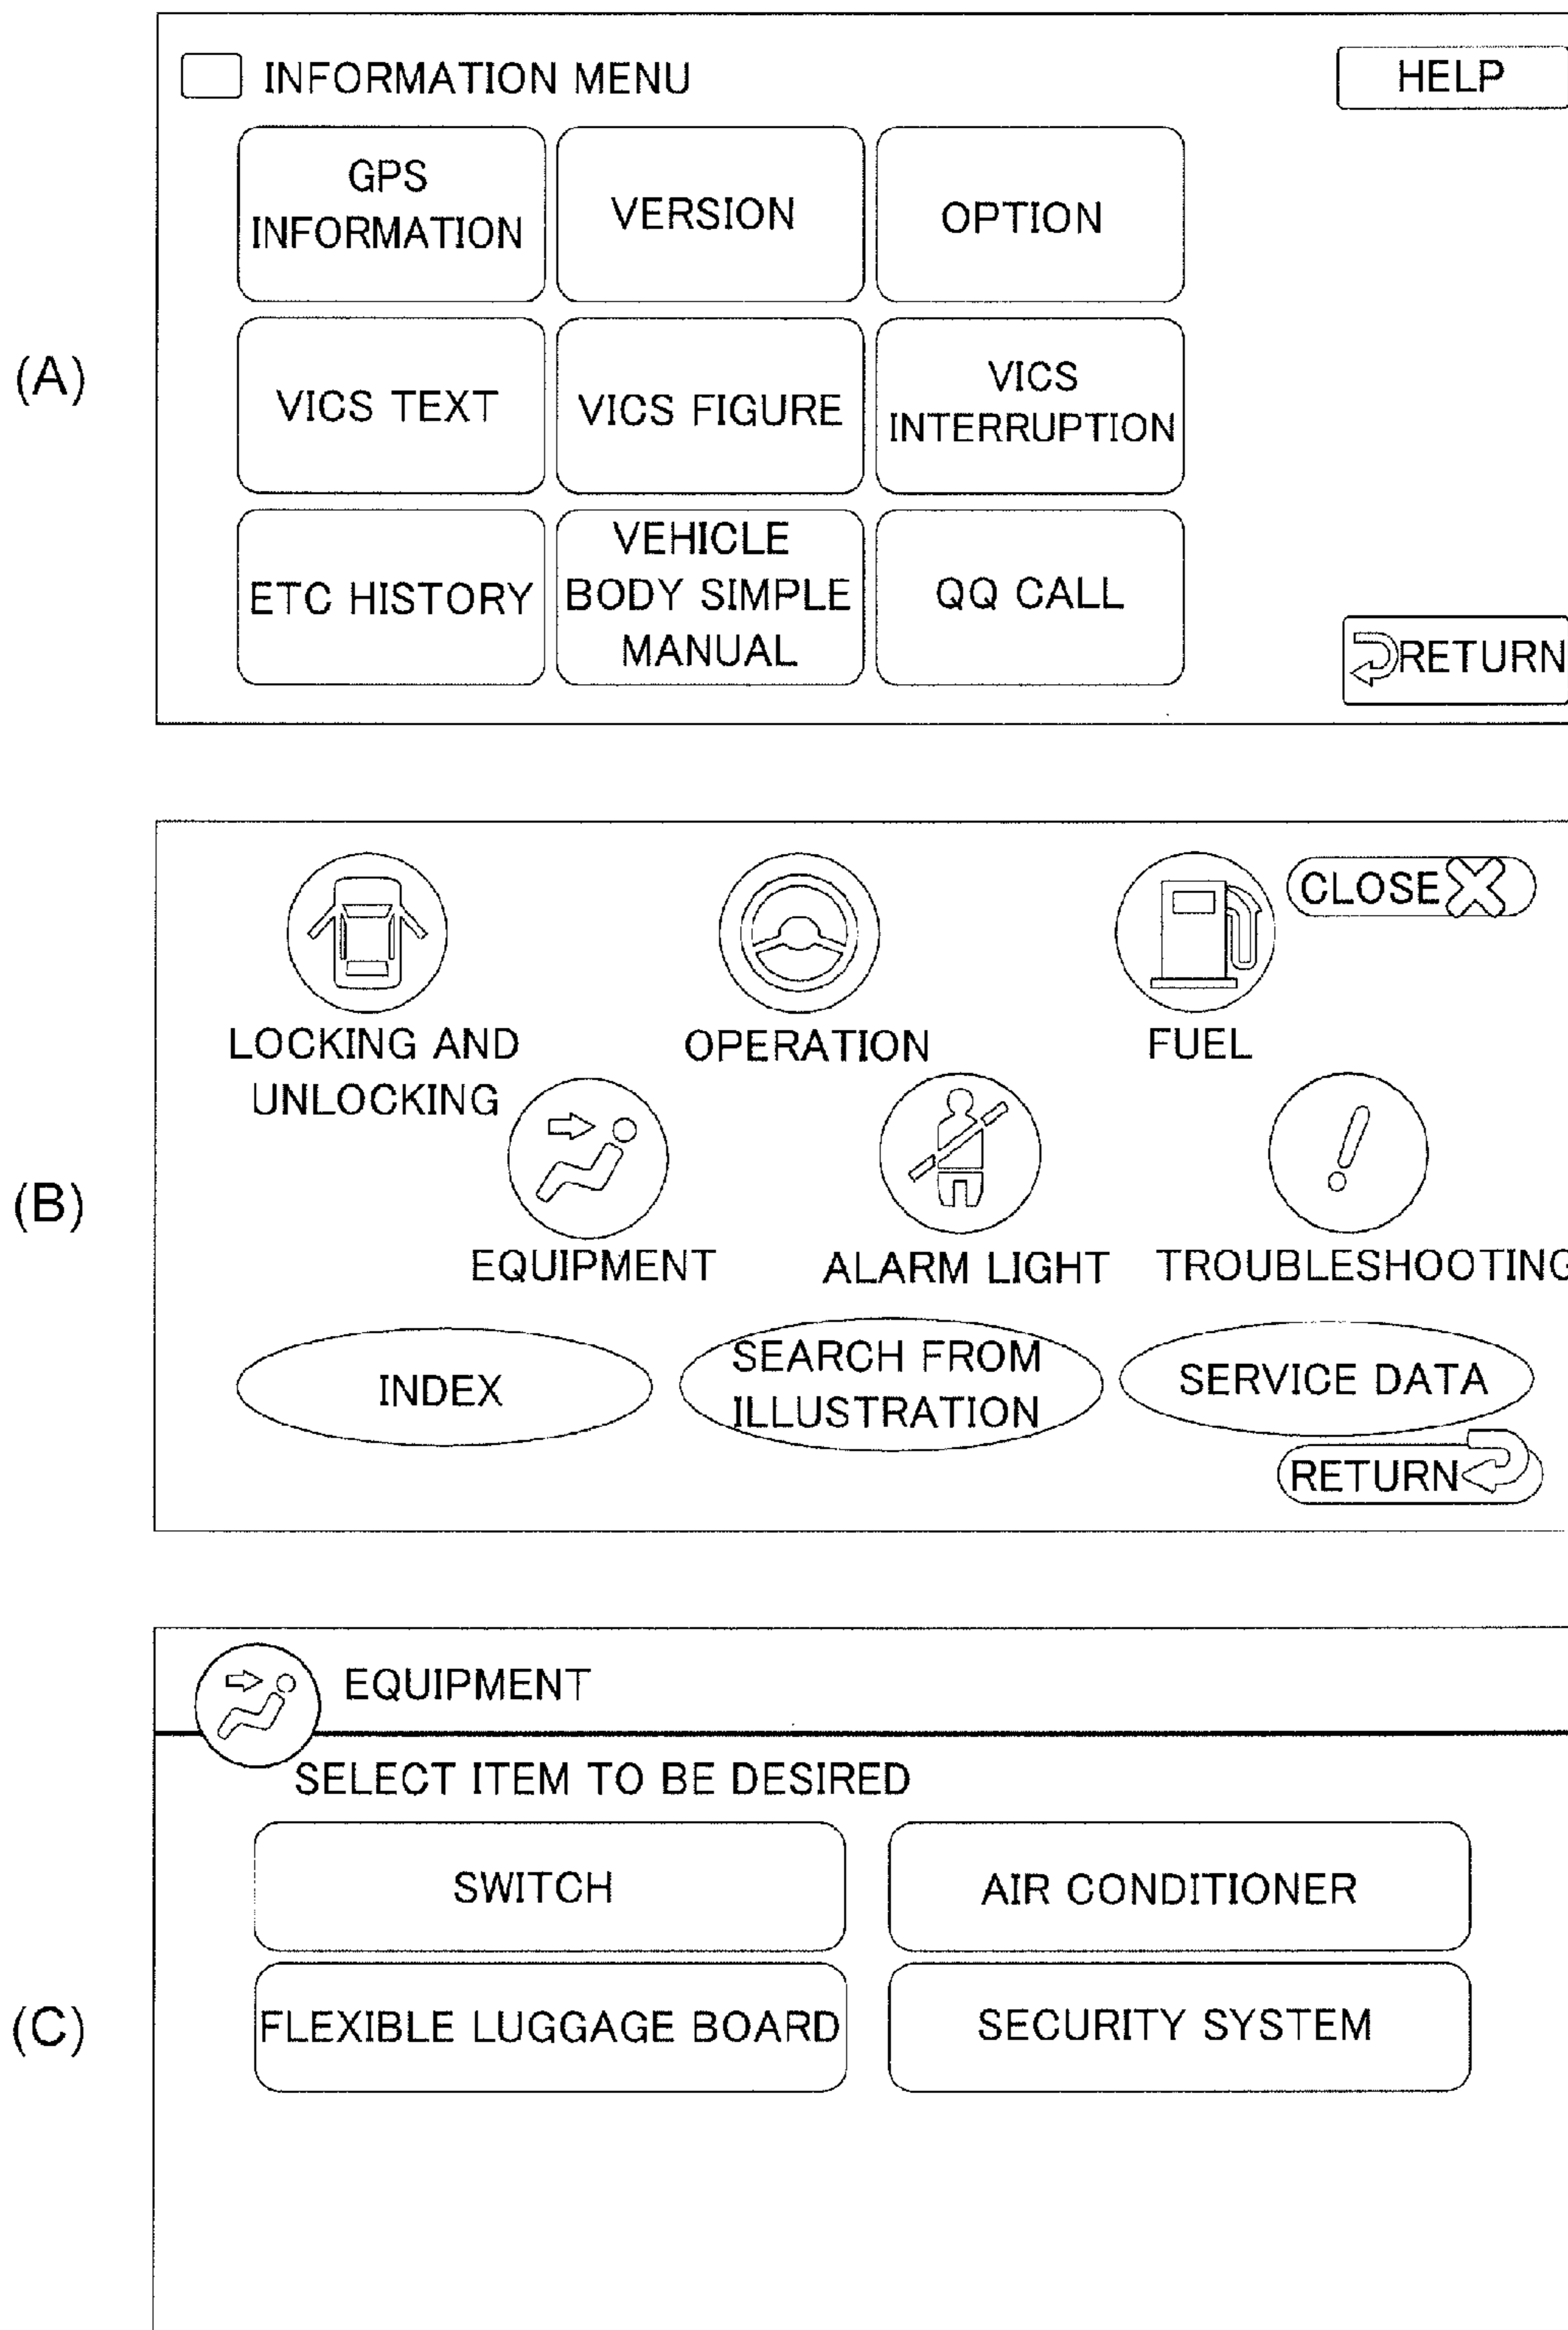 (A)
INFORMATION MENU
HELP
GPS
INFORMATION
VERSION
OPTION
VICS TEXT
VICS FIGURE
VICS
INTERRUPTION
ETC HISTORY
VEHICLE
BODY SIMPLE
MANUAL
QQ CALL
RETURN
(B)
CLOSE
LOCKING AND
UNLOCKING
OPERATION
FUEL
EQUIPMENT
ALARM LIGHT
TROUBLESHOOTING
INDEX
SEARCH FROM
ILLUSTRATION
SERVICE DATA
RETURN
(C)
EQUIPMENT
SELECT ITEM TO BE DESIRED
SWITCH
AIR CONDITIONER
FLEXIBLE LUGGAGE BOARD
SECURITY SYSTEM